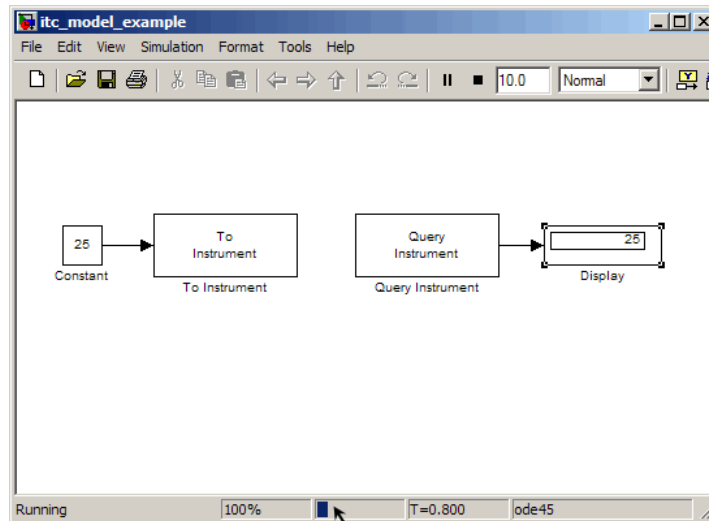 itc_model_example
File Edit View Simulation Format Tools Help
10.0 Normal
25
To
Instrument
Query
Instrument
25
Constant
To Instrument
Query Instrument
Display
Running 100% T=0.800 ode45